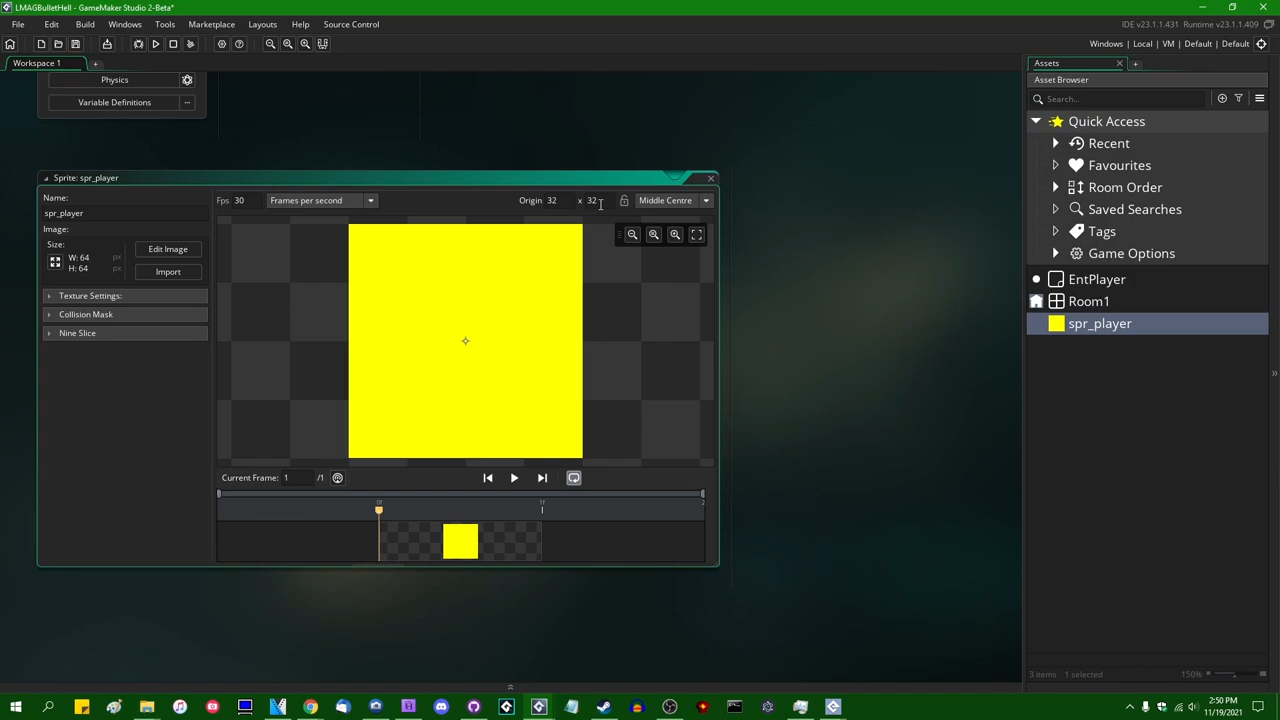 LMAGBulletHell - GameMaker Studio 2-Beta*
File Edit Build Windows Tools Marketplace Layouts Help Source Control
IDE v23.1.1.431 Runtime v23.1.1.409
Windows | Local | VM | Default | Default
Workspace 1
Physics
Variable Definitions
Sprite: spr_player
Name:
spr_player
Image:
Size:
W: 64 px
H: 64 px
Edit Image
Import
Texture Settings:
Collision Mask
Nine Slice
Fps 30 Frames per second
Origin 32 x 32 Middle Centre
Current Frame: 1 /1
0f 1f 2
Assets
Asset Browser
Search...
Quick Access
Recent
Favourites
Room Order
Saved Searches
Tags
Game Options
EntPlayer
Room1
spr_player
3 items 1 selected 150%
2:50 PM
11/19/2021